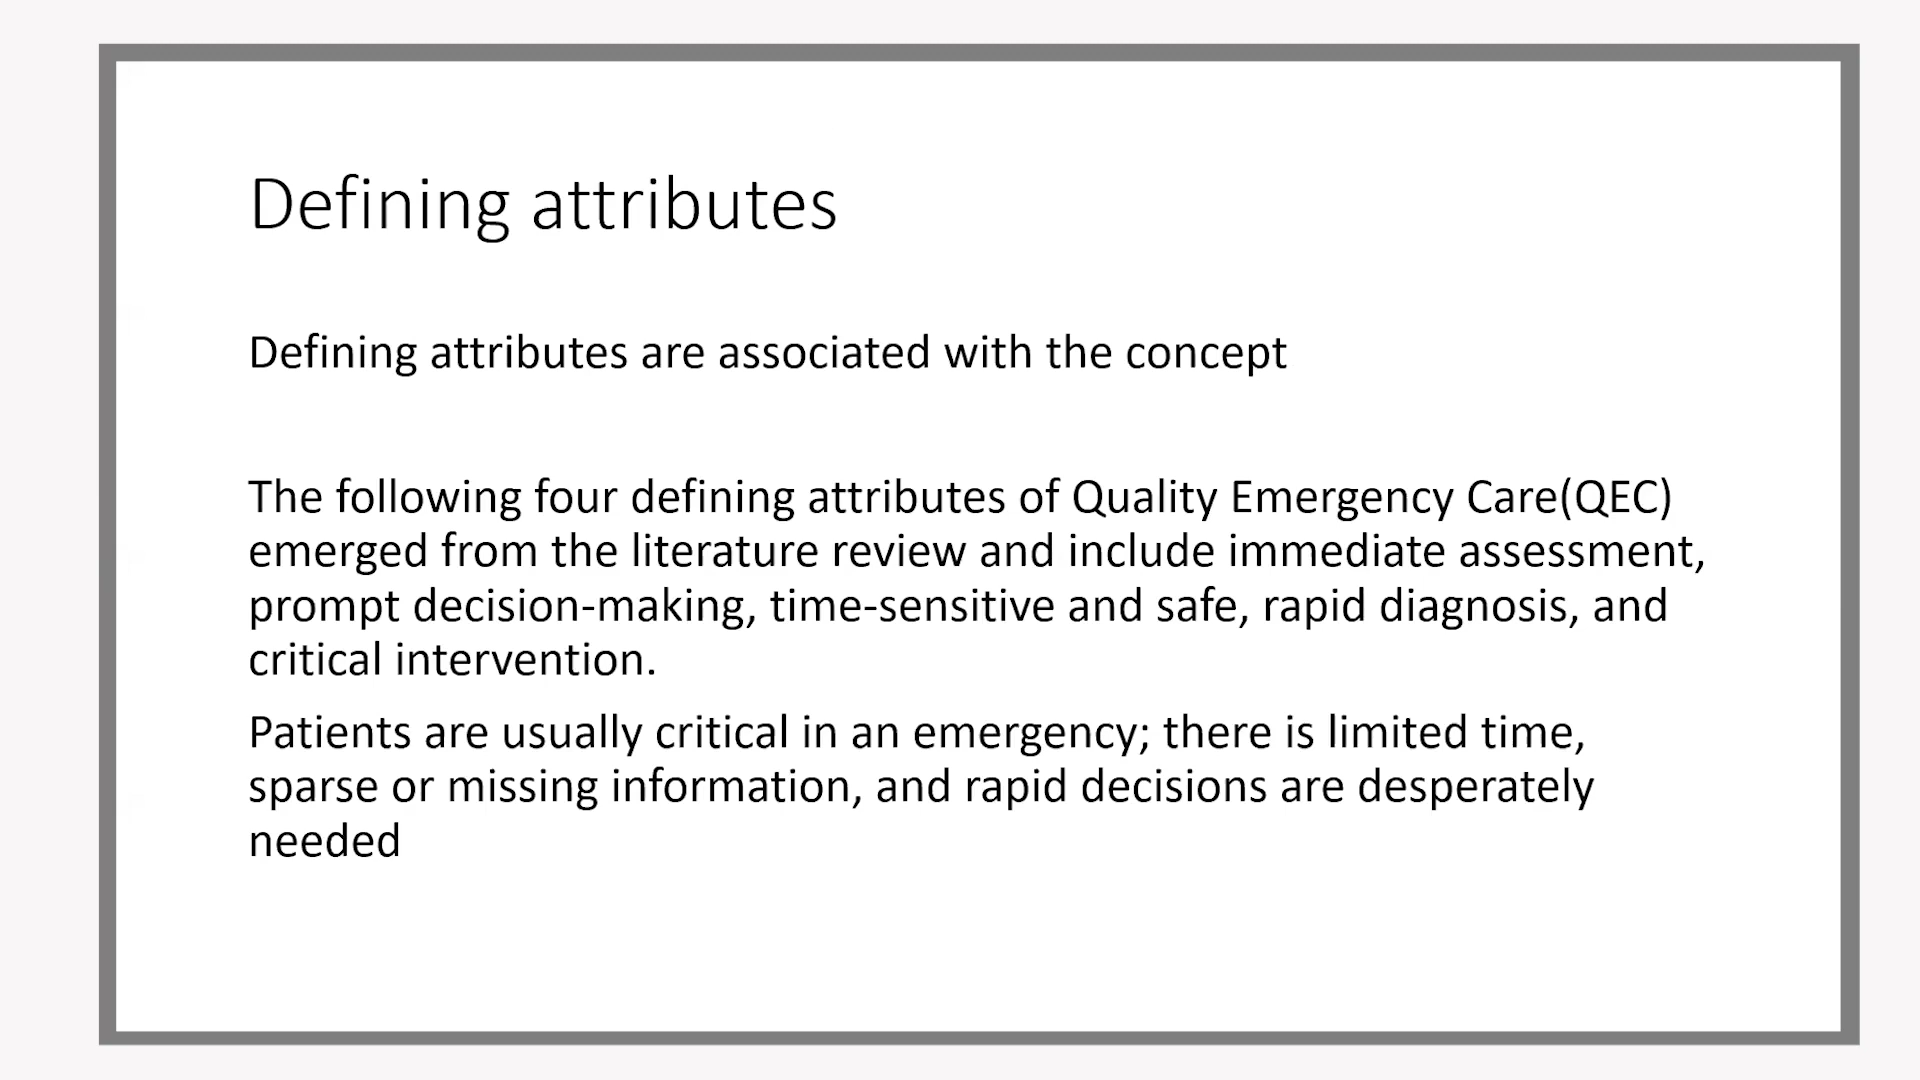 Defining attributes
Defining attributes are associated with the concept
The following four defining attributes of Quality Emergency Care(QEC)
emerged from the literature review and include immediate assessment,
prompt decision-making, time-sensitive and safe, rapid diagnosis, and
critical intervention.
Patients are usually critical in an emergency; there is limited time,
sparse or missing information, and rapid decisions are desperately
needed